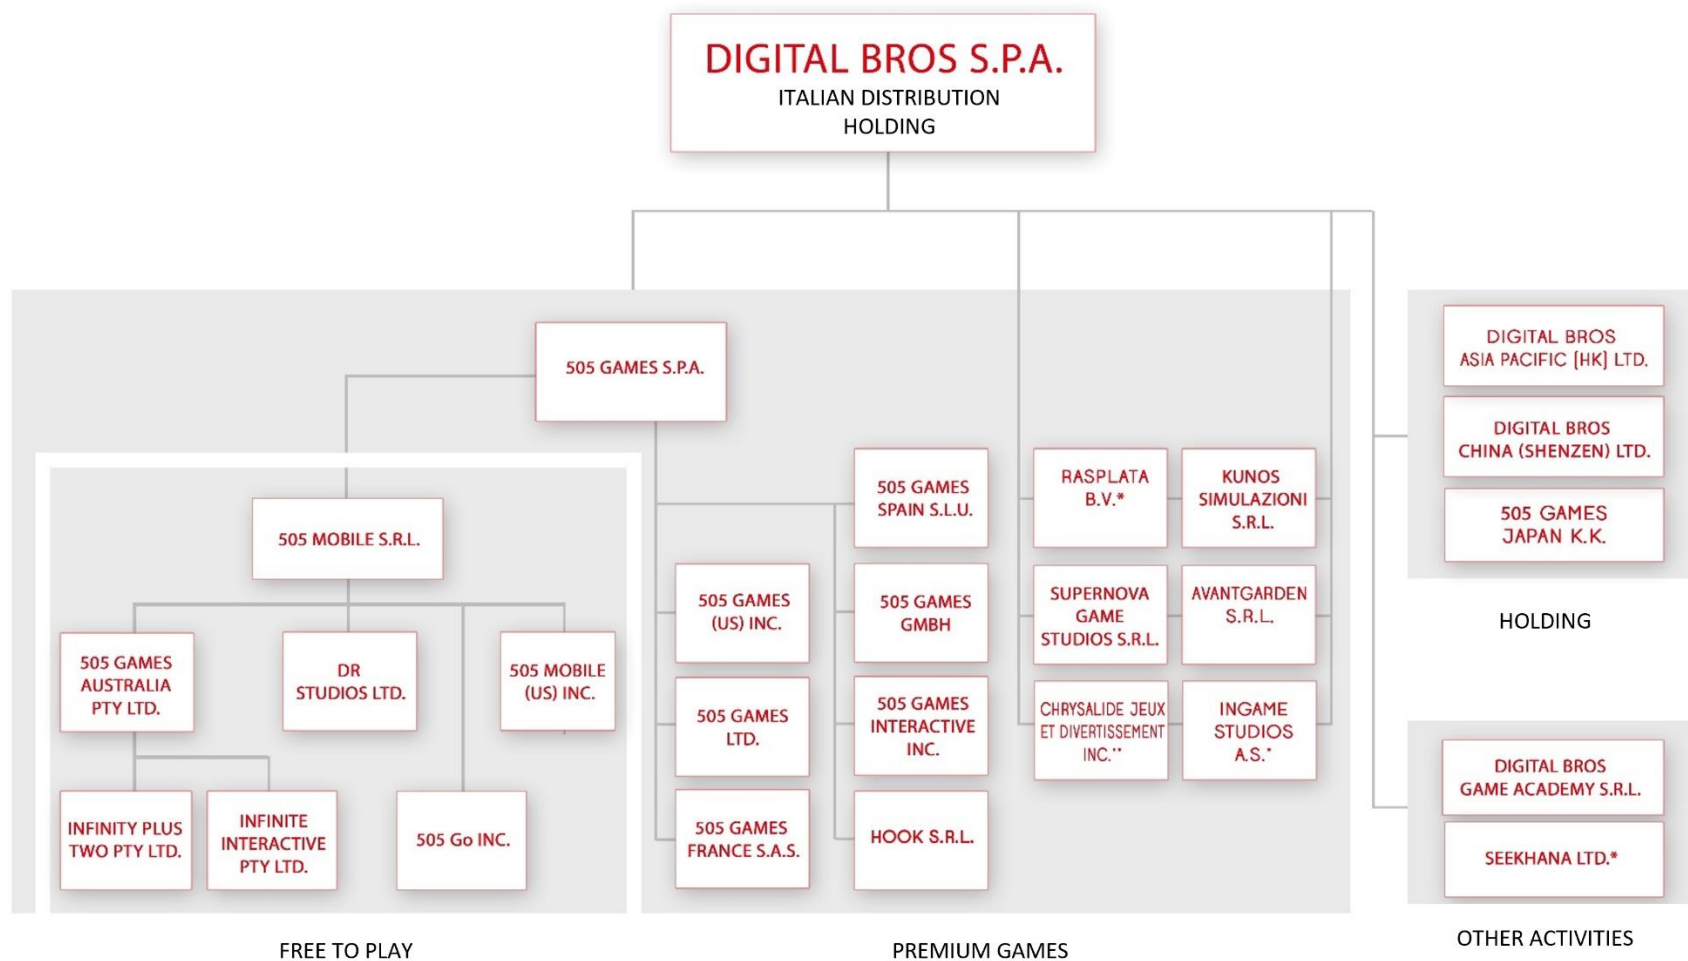 DIGITAL BROS S.P.A.
ITALIAN DISTRIBUTION
HOLDING
505 GAMES S.P.A.
505 MOBILE S.R.L.
505 GAMES
AUSTRALIA
PTY LTD.
DR
STUDIOS LTD.
505 MOBILE
(US) INC.
INFINITY PLUS
TWO PTY LTD.
INFINITE
INTERACTIVE
PTY LTD.
505 Go INC.
FREE TO PLAY
505 GAMES
(US) INC.
505 GAMES
LTD.
505 GAMES
FRANCE S.A.S.
505 GAMES
SPAIN S.L.U.
505 GAMES
GMBH
505 GAMES
INTERACTIVE
INC.
HOOK S.R.L.
RASPLATA
B.V.*
KUNOS
SIMULAZIONI
S.R.L.
SUPERNOVA
GAME
STUDIOS S.R.L.
AVANTGARDEN
S.R.L.
CHRYSALIDE JEUX
ET DIVERTISSEMENT
INC.**
INGAME
STUDIOS
A.S.*
PREMIUM GAMES
DIGITAL BROS
ASIA PACIFIC (HK) LTD.
DIGITAL BROS
CHINA (SHENZEN) LTD.
505 GAMES
JAPAN K.K.
HOLDING
DIGITAL BROS
GAME ACADEMY S.R.L.
SEEKHANA LTD.*
OTHER ACTIVITIES